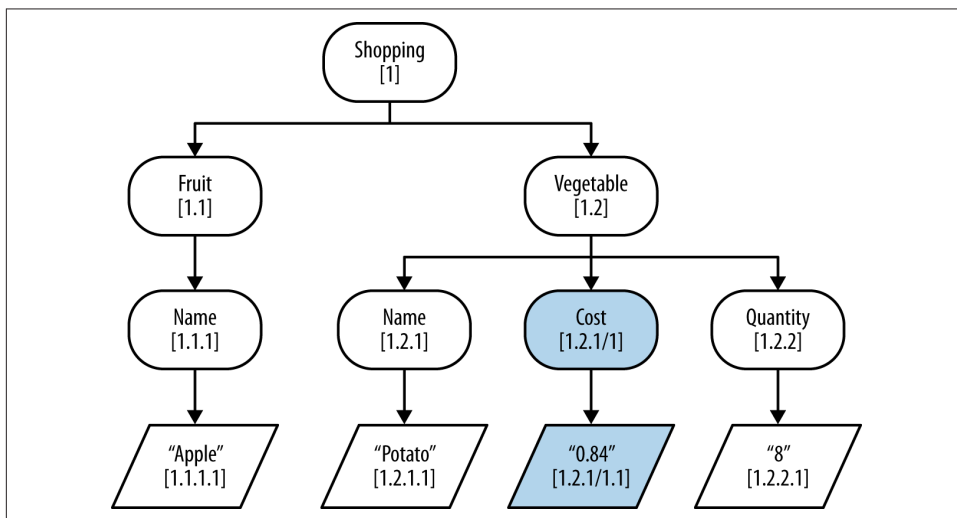 Shopping
[1]
Fruit
[1.1]
Vegetable
[1.2]
Name
[1.1.1]
Name
[1.2.1]
Cost
[1.2.1/1]
Quantity
[1.2.2]
“Apple”
[1.1.1.1]
“Potato”
[1.2.1.1]
“0.84”
[1.2.1/1.1]
“8”
[1.2.2.1]